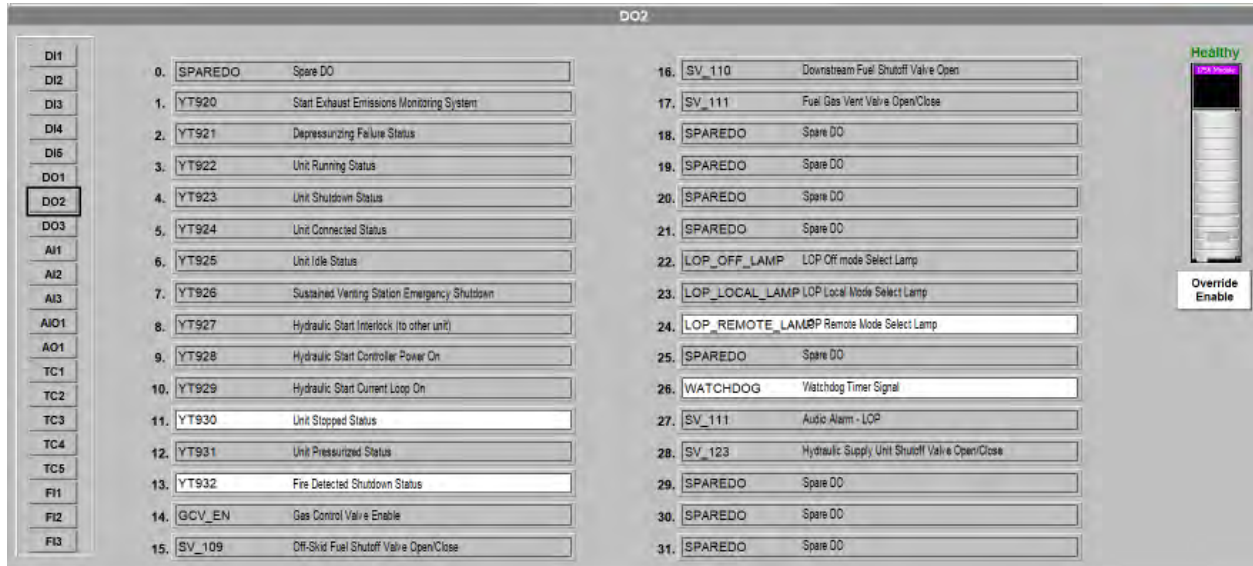 DO2
DI1
DI2
DI3
DI4
DI5
DO1
DO2
DO3
AI1
AI2
AI3
AIO1
AO1
TC1
TC2
TC3
TC4
TC5
FI1
FI2
FI3
0. SPAREDO Spare DO
1. YT920 Start Exhaust Emissions Monitoring System
2. YT921 Depressurizing Failure Status
3. YT922 Unit Running Status
4. YT923 Unit Shutdown Status
5. YT924 Unit Connected Status
6. YT925 Unit Idle Status
7. YT926 Sustained Venting Station Emergency Shutdown
8. YT927 Hydraulic Start Interlock (to other unit)
9. YT928 Hydraulic Start Controller Power On
10. YT929 Hydraulic Start Current Loop On
11. YT930 Unit Stopped Status
12. YT931 Unit Pressurized Status
13. YT932 Fire Detected Shutdown Status
14. GCV_EN Gas Control Valve Enable
15. SV_109 Off-Skid Fuel Shutoff Valve Open/Close
16. SV_110 Downstream Fuel Shutoff Valve Open
17. SV_111 Fuel Gas Vent Valve Open/Close
18. SPAREDO Spare DO
19. SPAREDO Spare DO
20. SPAREDO Spare DO
21. SPAREDO Spare DO
22. LOP_OFF_LAMP LOP Off mode Select Lamp
23. LOP_LOCAL_LAMP LOP Local Mode Select Lamp
24. LOP_REMOTE_LAMP LOP Remote Mode Select Lamp
25. SPAREDO Spare DO
26. WATCHDOG Watchdog Timer Signal
27. SV_111 Audio Alarm - LOP
28. SV_123 Hydraulic Supply Unit Shutoff Valve Open/Close
29. SPAREDO Spare DO
30. SPAREDO Spare DO
31. SPAREDO Spare DO
Healthy
Override
Enable